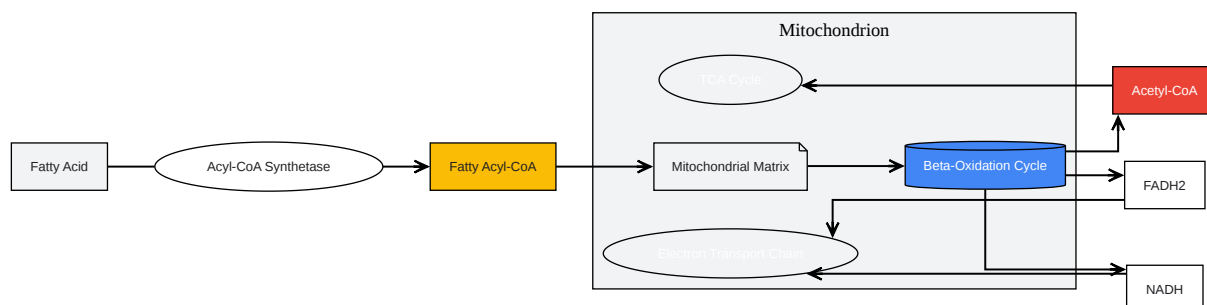 Mitochondrion
TCA Cycle
Acetyl-CoA
Fatty Acid
Acyl-CoA Synthetase
Fatty Acyl-CoA
Mitochondrial Matrix
Beta-Oxidation Cycle
FADH2
Electron Transport Chain
NADH